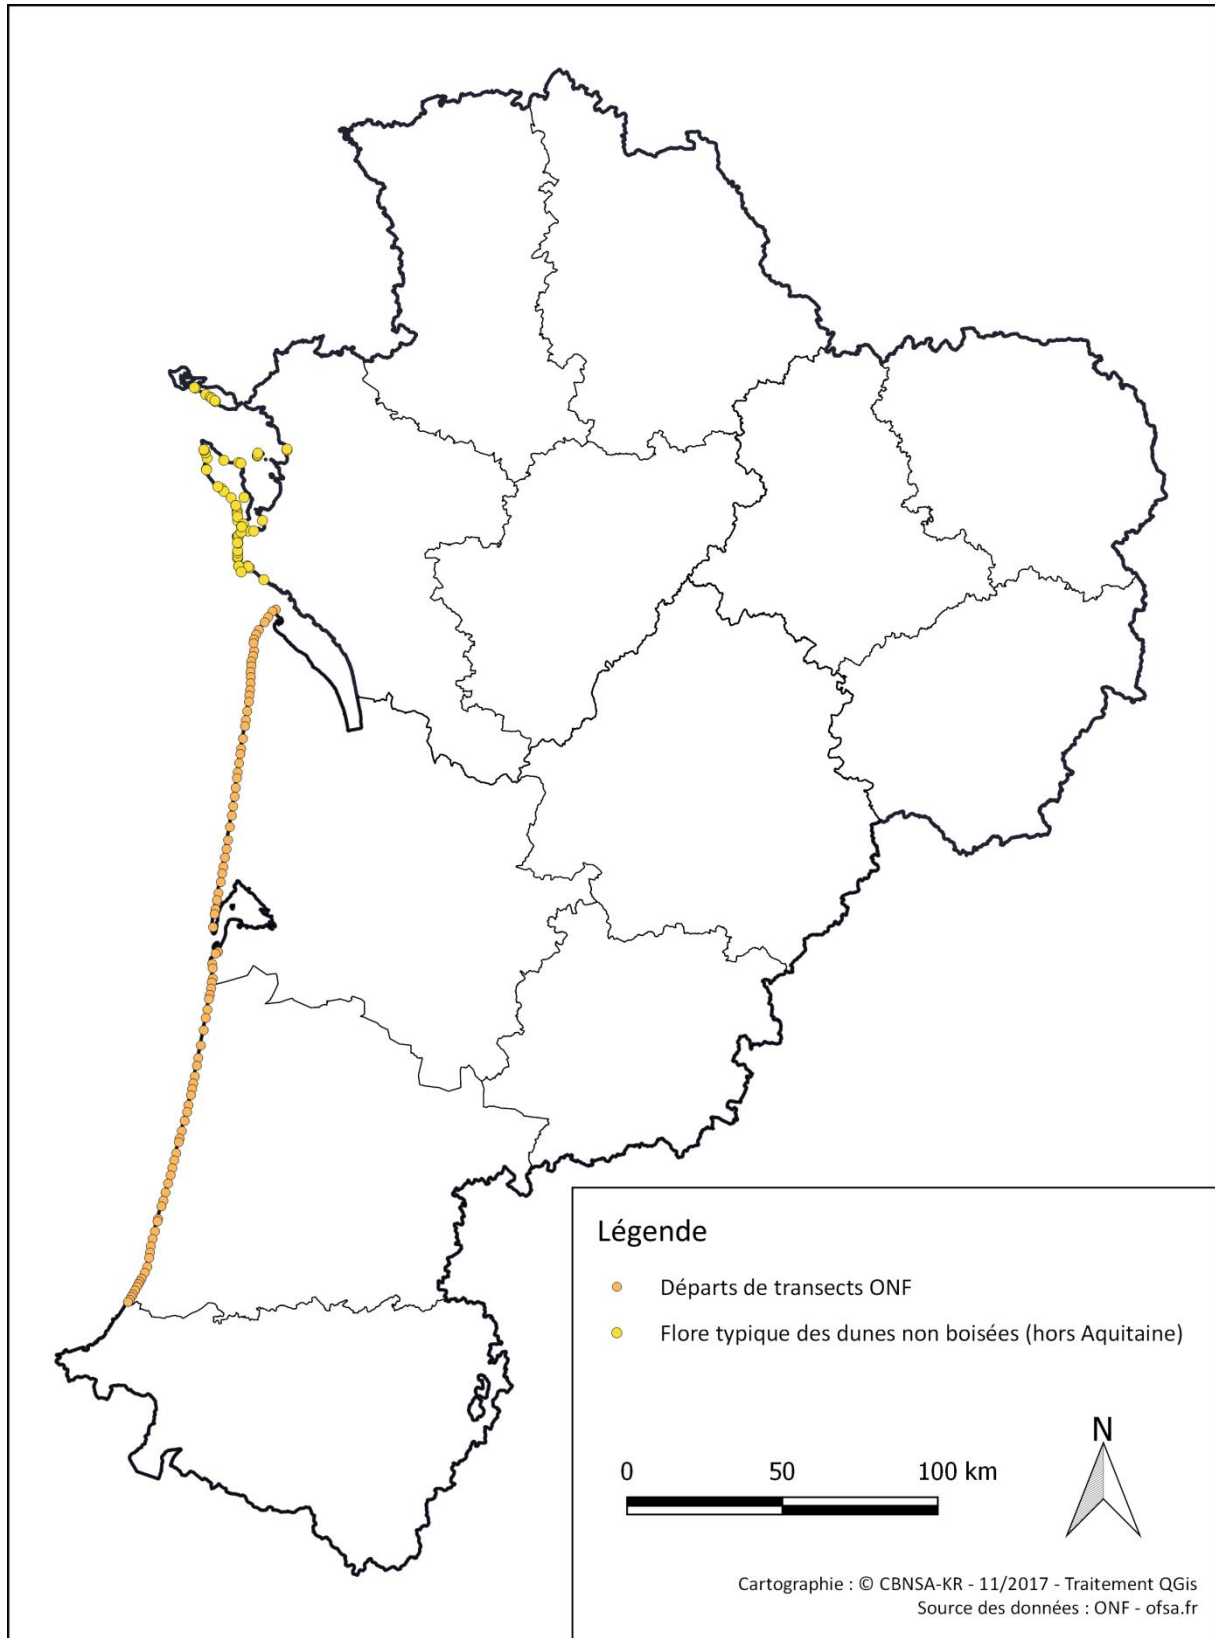 Légende
Départs de transects ONF
Flore typique des dunes non boisées (hors Aquitaine)
0 50 100 km
N
Cartographie : © CBNSA-KR - 11/2017 - Traitement QGis
Source des données : ONF - ofsa.fr